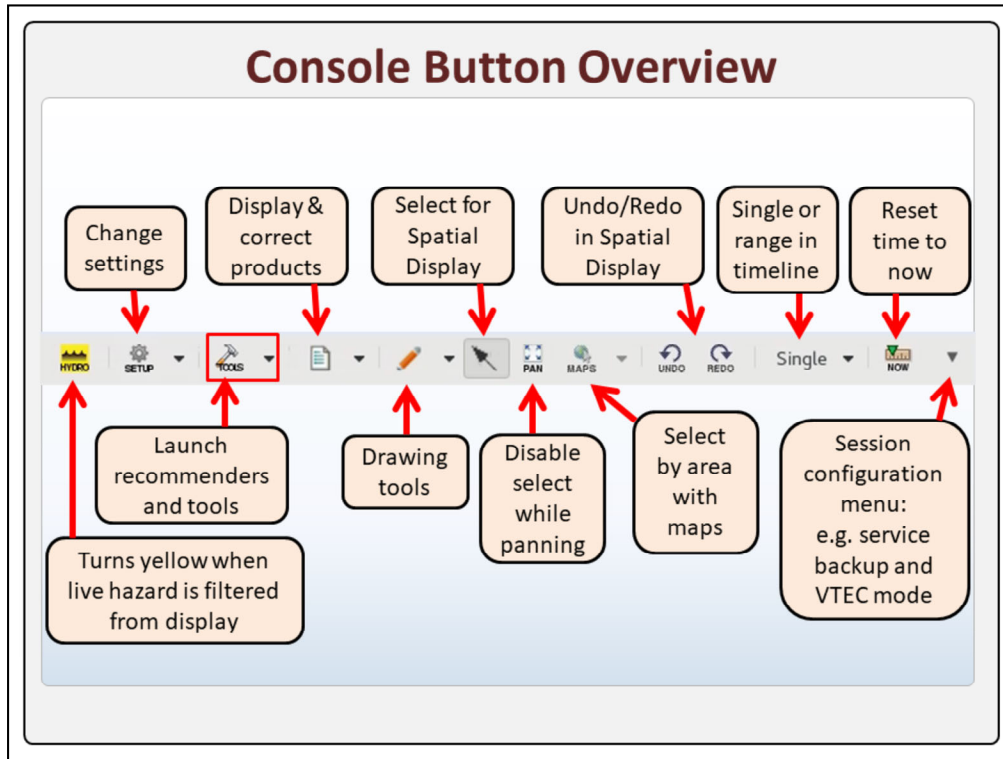 Console Button Overview
Change
settings
Display &
correct
products
Select for
Spatial
Display
Undo/Redo
in Spatial
Display
Single or
range in
timeline
Reset
time to
now
HYDRO
SETUP
TOOLS
PAN
MAPS
UNDO
REDO
Single
NOW
Launch
recommenders
and tools
Turns yellow when
live hazard is filtered
from display
Drawing
tools
Disable
select
while
panning
Select
by area
with
maps
Session
configuration
menu:
e.g. service
backup and
VTEC mode